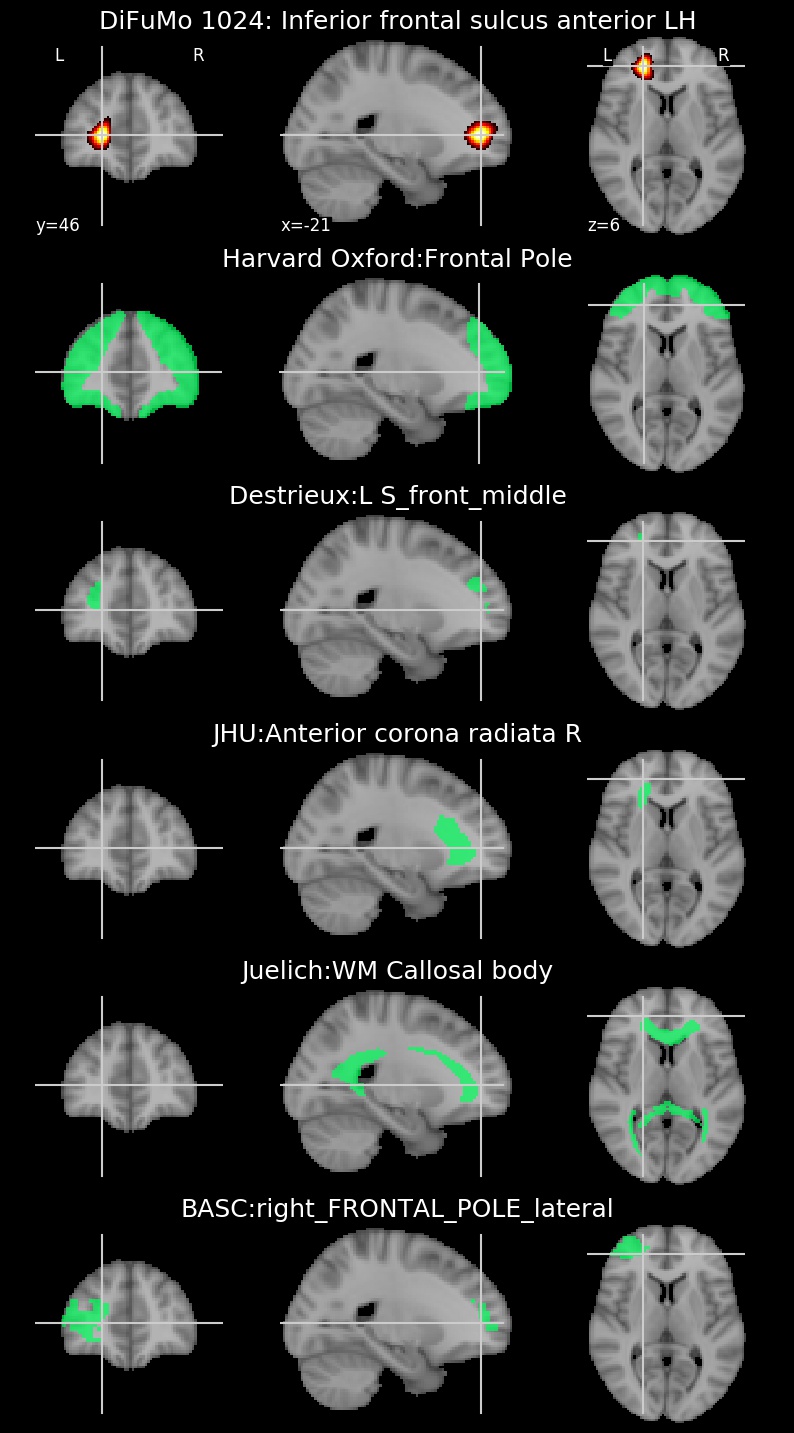 DiFuMo 1024: Inferior frontal sulcus anterior LH
L R L R
y=46 x=-21 z=6
Harvard Oxford:Frontal Pole
Destrieux:L S_front_middle
JHU:Anterior corona radiata R
Juelich:WM Callosal body
BASC:right_FRONTAL_POLE_lateral